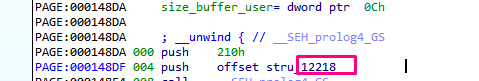 PAGE:000148DA size_buffer_user= dword ptr 0Ch
PAGE:000148DA
PAGE:000148DA ; __unwind { // __SEH_prolog4_GS
PAGE:000148DA 000 push 210h
PAGE:000148DF 004 push offset stru_12218